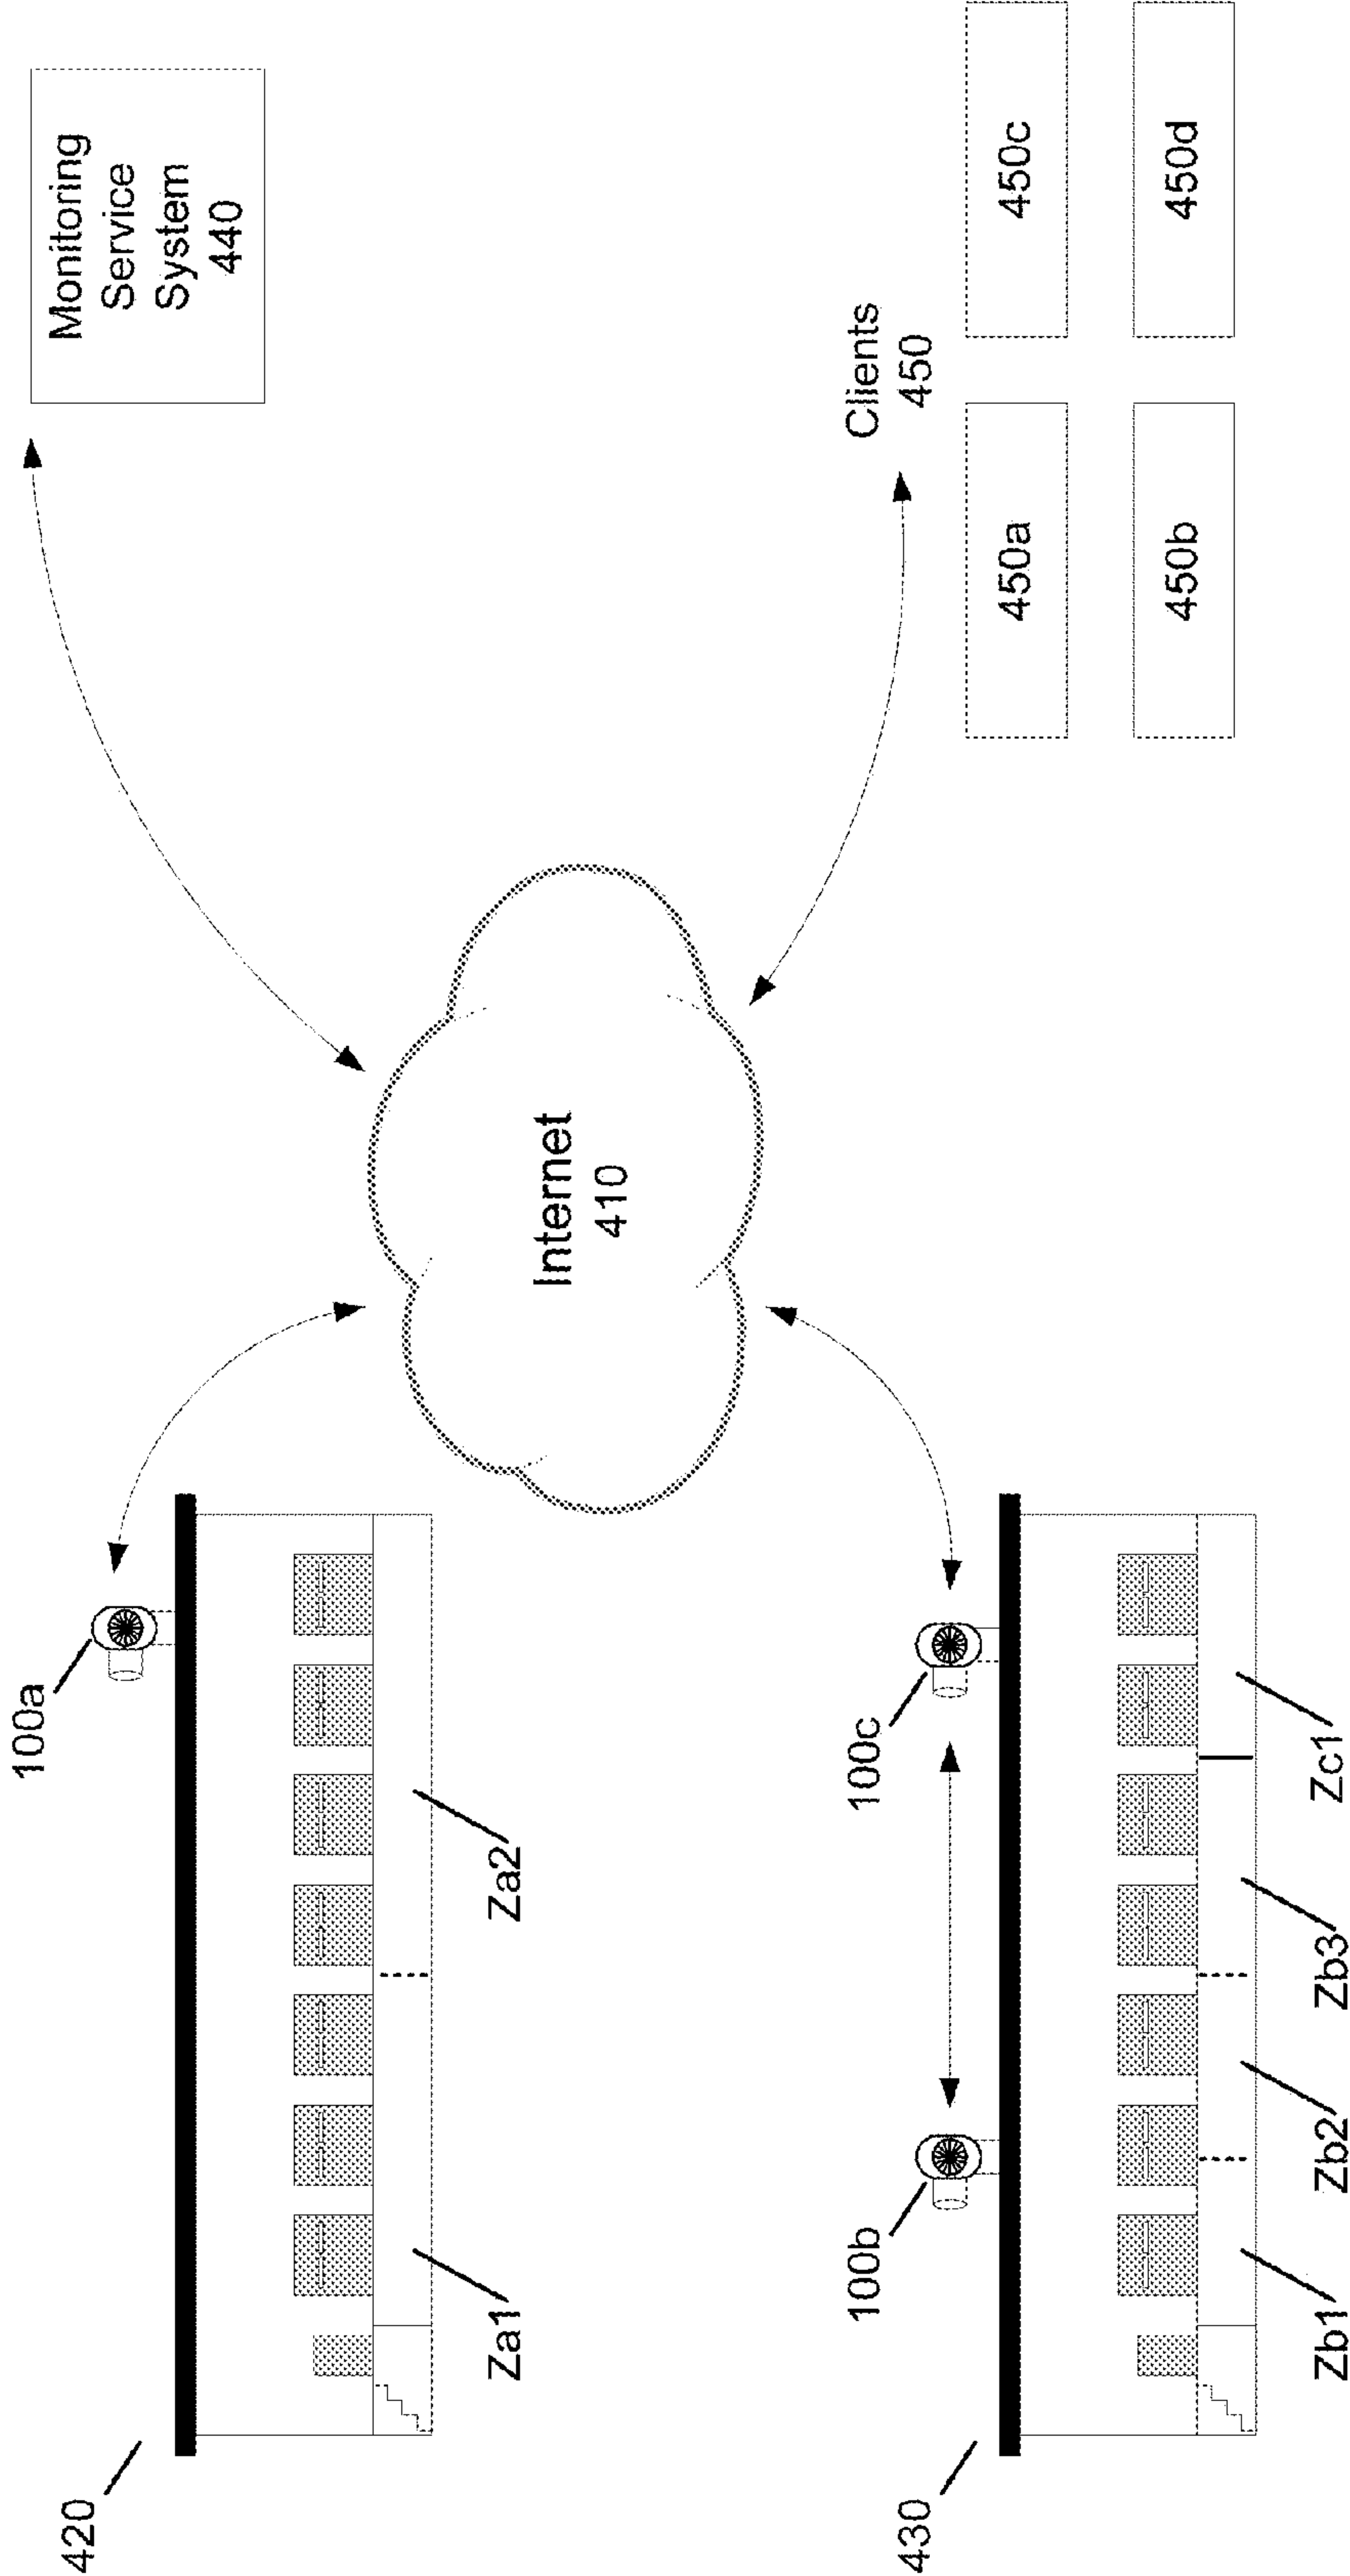 420
100a
Za1
Za2
Internet
410
Monitoring
Service
System
440
430
100b
100c
Zb1
Zb2
Zb3
Zc1
Clients
450
450a
450c
450b
450d